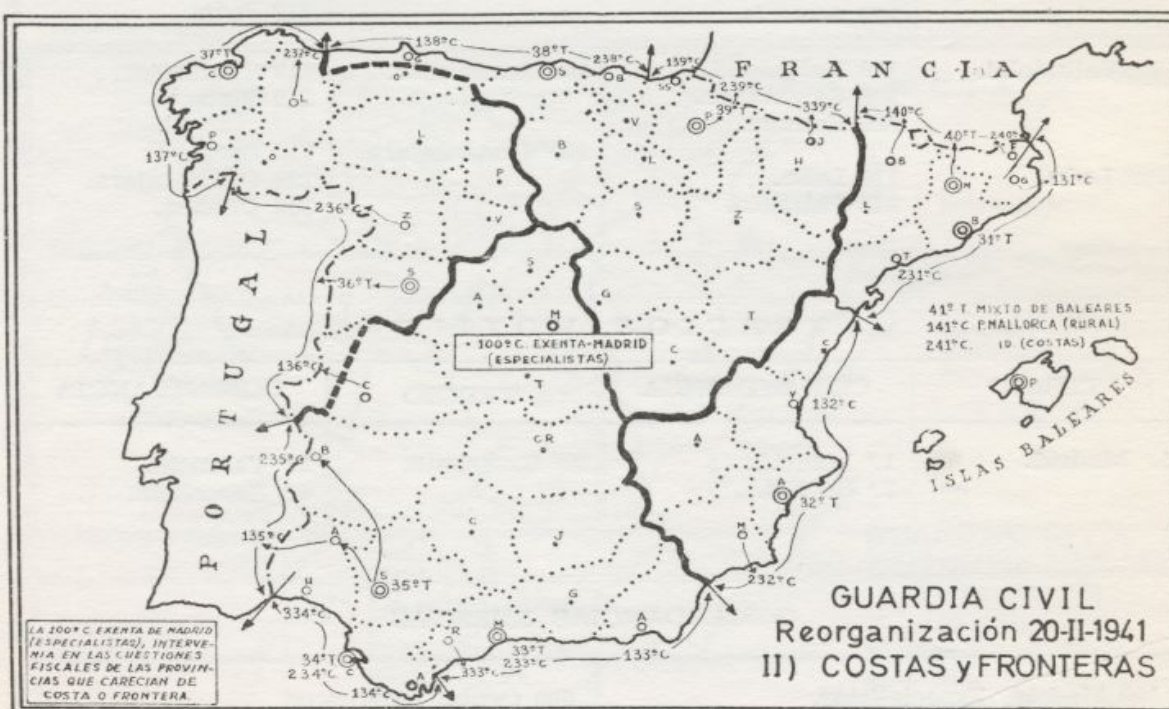 37º T
237º C
138º C
38º T
238º C
139º C
239º C
39º T
339º C
140º C
40º T
240º
131º C
F R A N C I A
C
L
G
O
S
B
SS
V
P
J
H
B
M
F
G
P
O
L
P
V
B
L
S
Z
L
B
T
31º T
231º C
137º C
236º C
Z
36º T
S
S
A
M
G
T
C
C
P O R T U G A L
* 100º C. EXENTA-MADRID
(ESPECIALISTAS)
41º T. MIXTO DE BALEARES
141º C. P. MALLORCA (RURAL)
241º C. ID. (COSTAS)
P
ISLAS BALEARES
136º C
C
T
Y
132º C
235º C
B
CR
A
A
32º T
135º C
A
C
J
M
232º C
H
S
35º T
G
334º C
R
M
A
33º T
333º C
233º C
133º C
34º T
234º C
C
134º C
A
LA 100º C. EXENTA DE MADRID
(ESPECIALISTAS), INTERVE-
NIA EN LAS CUESTIONES
FISCALES DE LAS PROVIN-
CIAS QUE CARECIAN DE
COSTA O FRONTERA.
GUARDIA CIVIL
Reorganización 20-II-1941
II) COSTAS y FRONTERAS